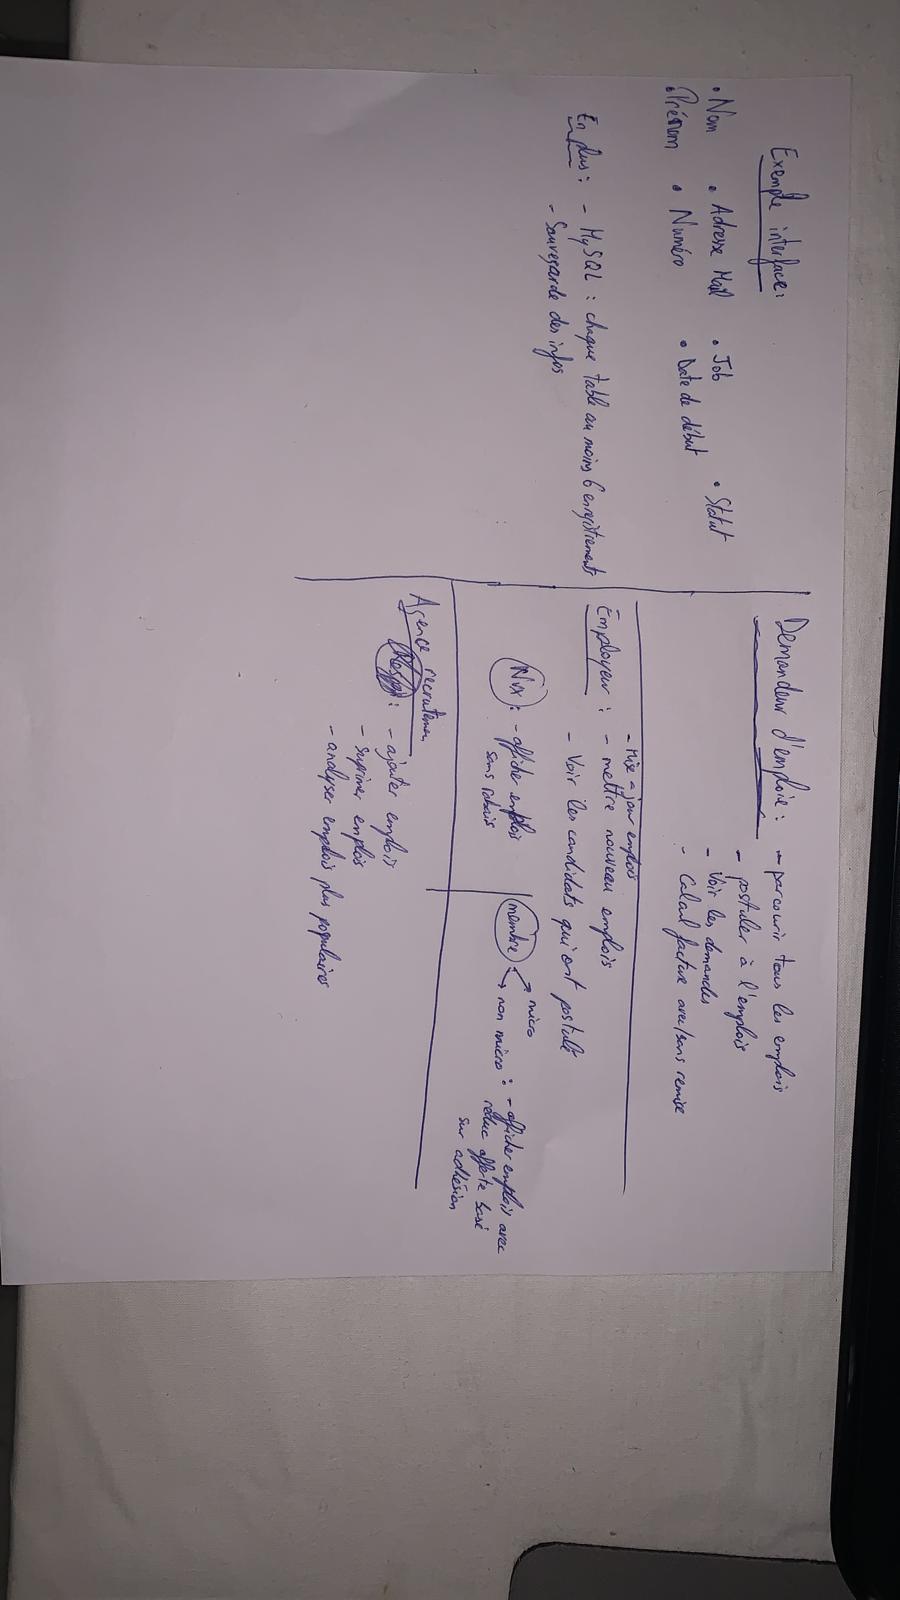 Exemple interface:
• Nom • Adresse Mail • Job • Statut
• Prénom • Numéro • Date de début
En plus: - MySQL : chaque table au moins 6 enregistrements
- Sauvegarde des infos
Demandeur d'emploie: - parcourir tous les emplois
- postuler à l'emplois
- Voir les demandes
- Calcul facture avec/sans remise
- Mise a jour emplois
Employeur : - mettre nouveau emplois
- Voir les candidats qui ont postulé
Nvx : - afficher emplois
sans rabais
membre → micro
→ non micro : - afficher emplois avec
réduc offerte basé
sur adhésion
Agence recrutemen
: - ajouter emplois
- suprimer emplois
- analyser emplois plus populaires